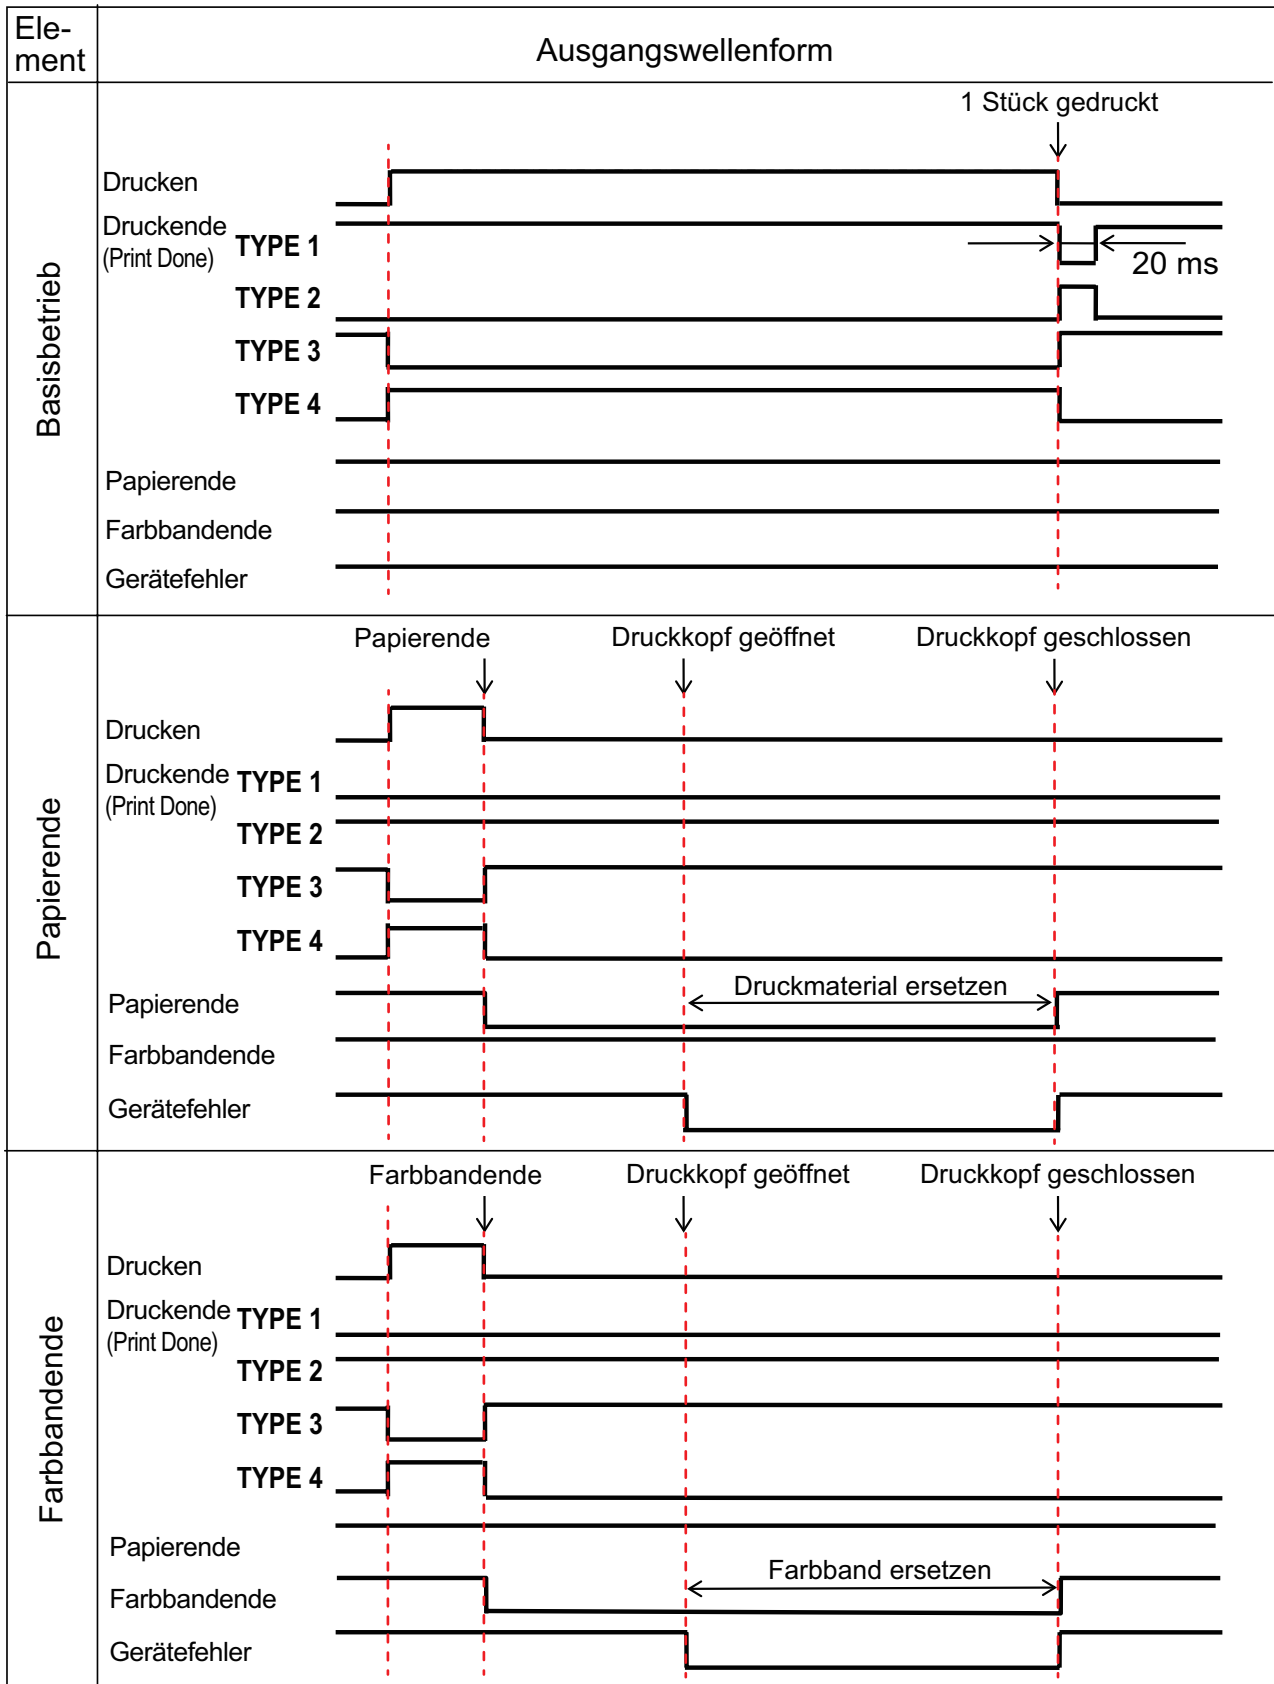 Ele-
ment
Ausgangswellenform
Basisbetrieb
1 Stück gedruckt
Drucken
Druckende
(Print Done)
TYPE 1
20 ms
TYPE 2
TYPE 3
TYPE 4
Papierende
Farbbandende
Gerätefehler
Papierende
Papierende
Druckkopf geöffnet
Druckkopf geschlossen
Drucken
Druckende
(Print Done)
TYPE 1
TYPE 2
TYPE 3
TYPE 4
Druckmaterial ersetzen
Papierende
Farbbandende
Gerätefehler
Farbbandende
Farbbandende
Druckkopf geöffnet
Druckkopf geschlossen
Drucken
Druckende
(Print Done)
TYPE 1
TYPE 2
TYPE 3
TYPE 4
Papierende
Farbband ersetzen
Farbbandende
Gerätefehler